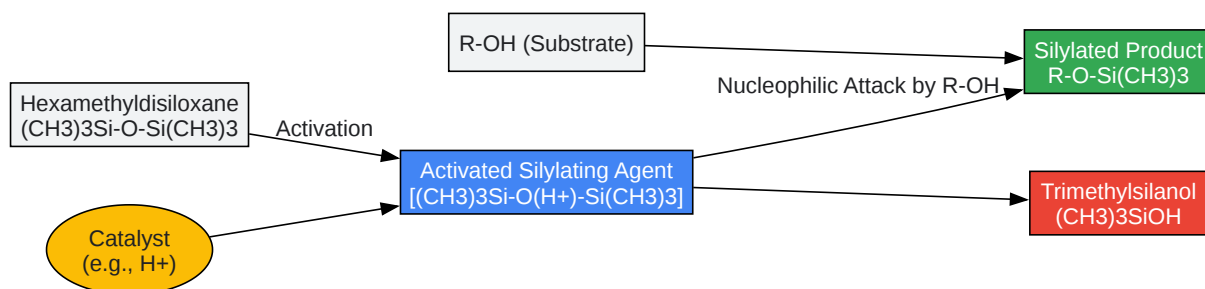 R-OH (Substrate)
Silylated Product
R-O-Si(CH3)3
Nucleophilic Attack by R-OH
Hexamethyldisiloxane
(CH3)3Si-O-Si(CH3)3
Activation
Activated Silylating Agent
[(CH3)3Si-O(H+)-Si(CH3)3]
Trimethylsilanol
(CH3)3SiOH
Catalyst
(e.g., H+)